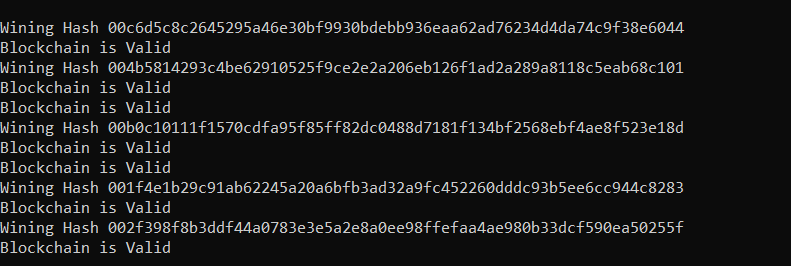 Wining Hash 00c6d5c8c2645295a46e30bf9930bdebb936eaa62ad76234d4da74c9f38e6044
Blockchain is Valid
Wining Hash 004b5814293c4be62910525f9ce2e2a206eb126f1ad2a289a8118c5eab68c101
Blockchain is Valid
Blockchain is Valid
Wining Hash 00b0c10111f1570cdfa95f85ff82dc0488d7181f134bf2568ebf4ae8f523e18d
Blockchain is Valid
Blockchain is Valid
Wining Hash 001f4e1b29c91ab62245a20a6bfb3ad32a9fc452260dddc93b5ee6cc944c8283
Blockchain is Valid
Wining Hash 002f398f8b3ddf44a0783e3e5a2e8a0ee98ffefaa4ae980b33dcf590ea50255f
Blockchain is Valid